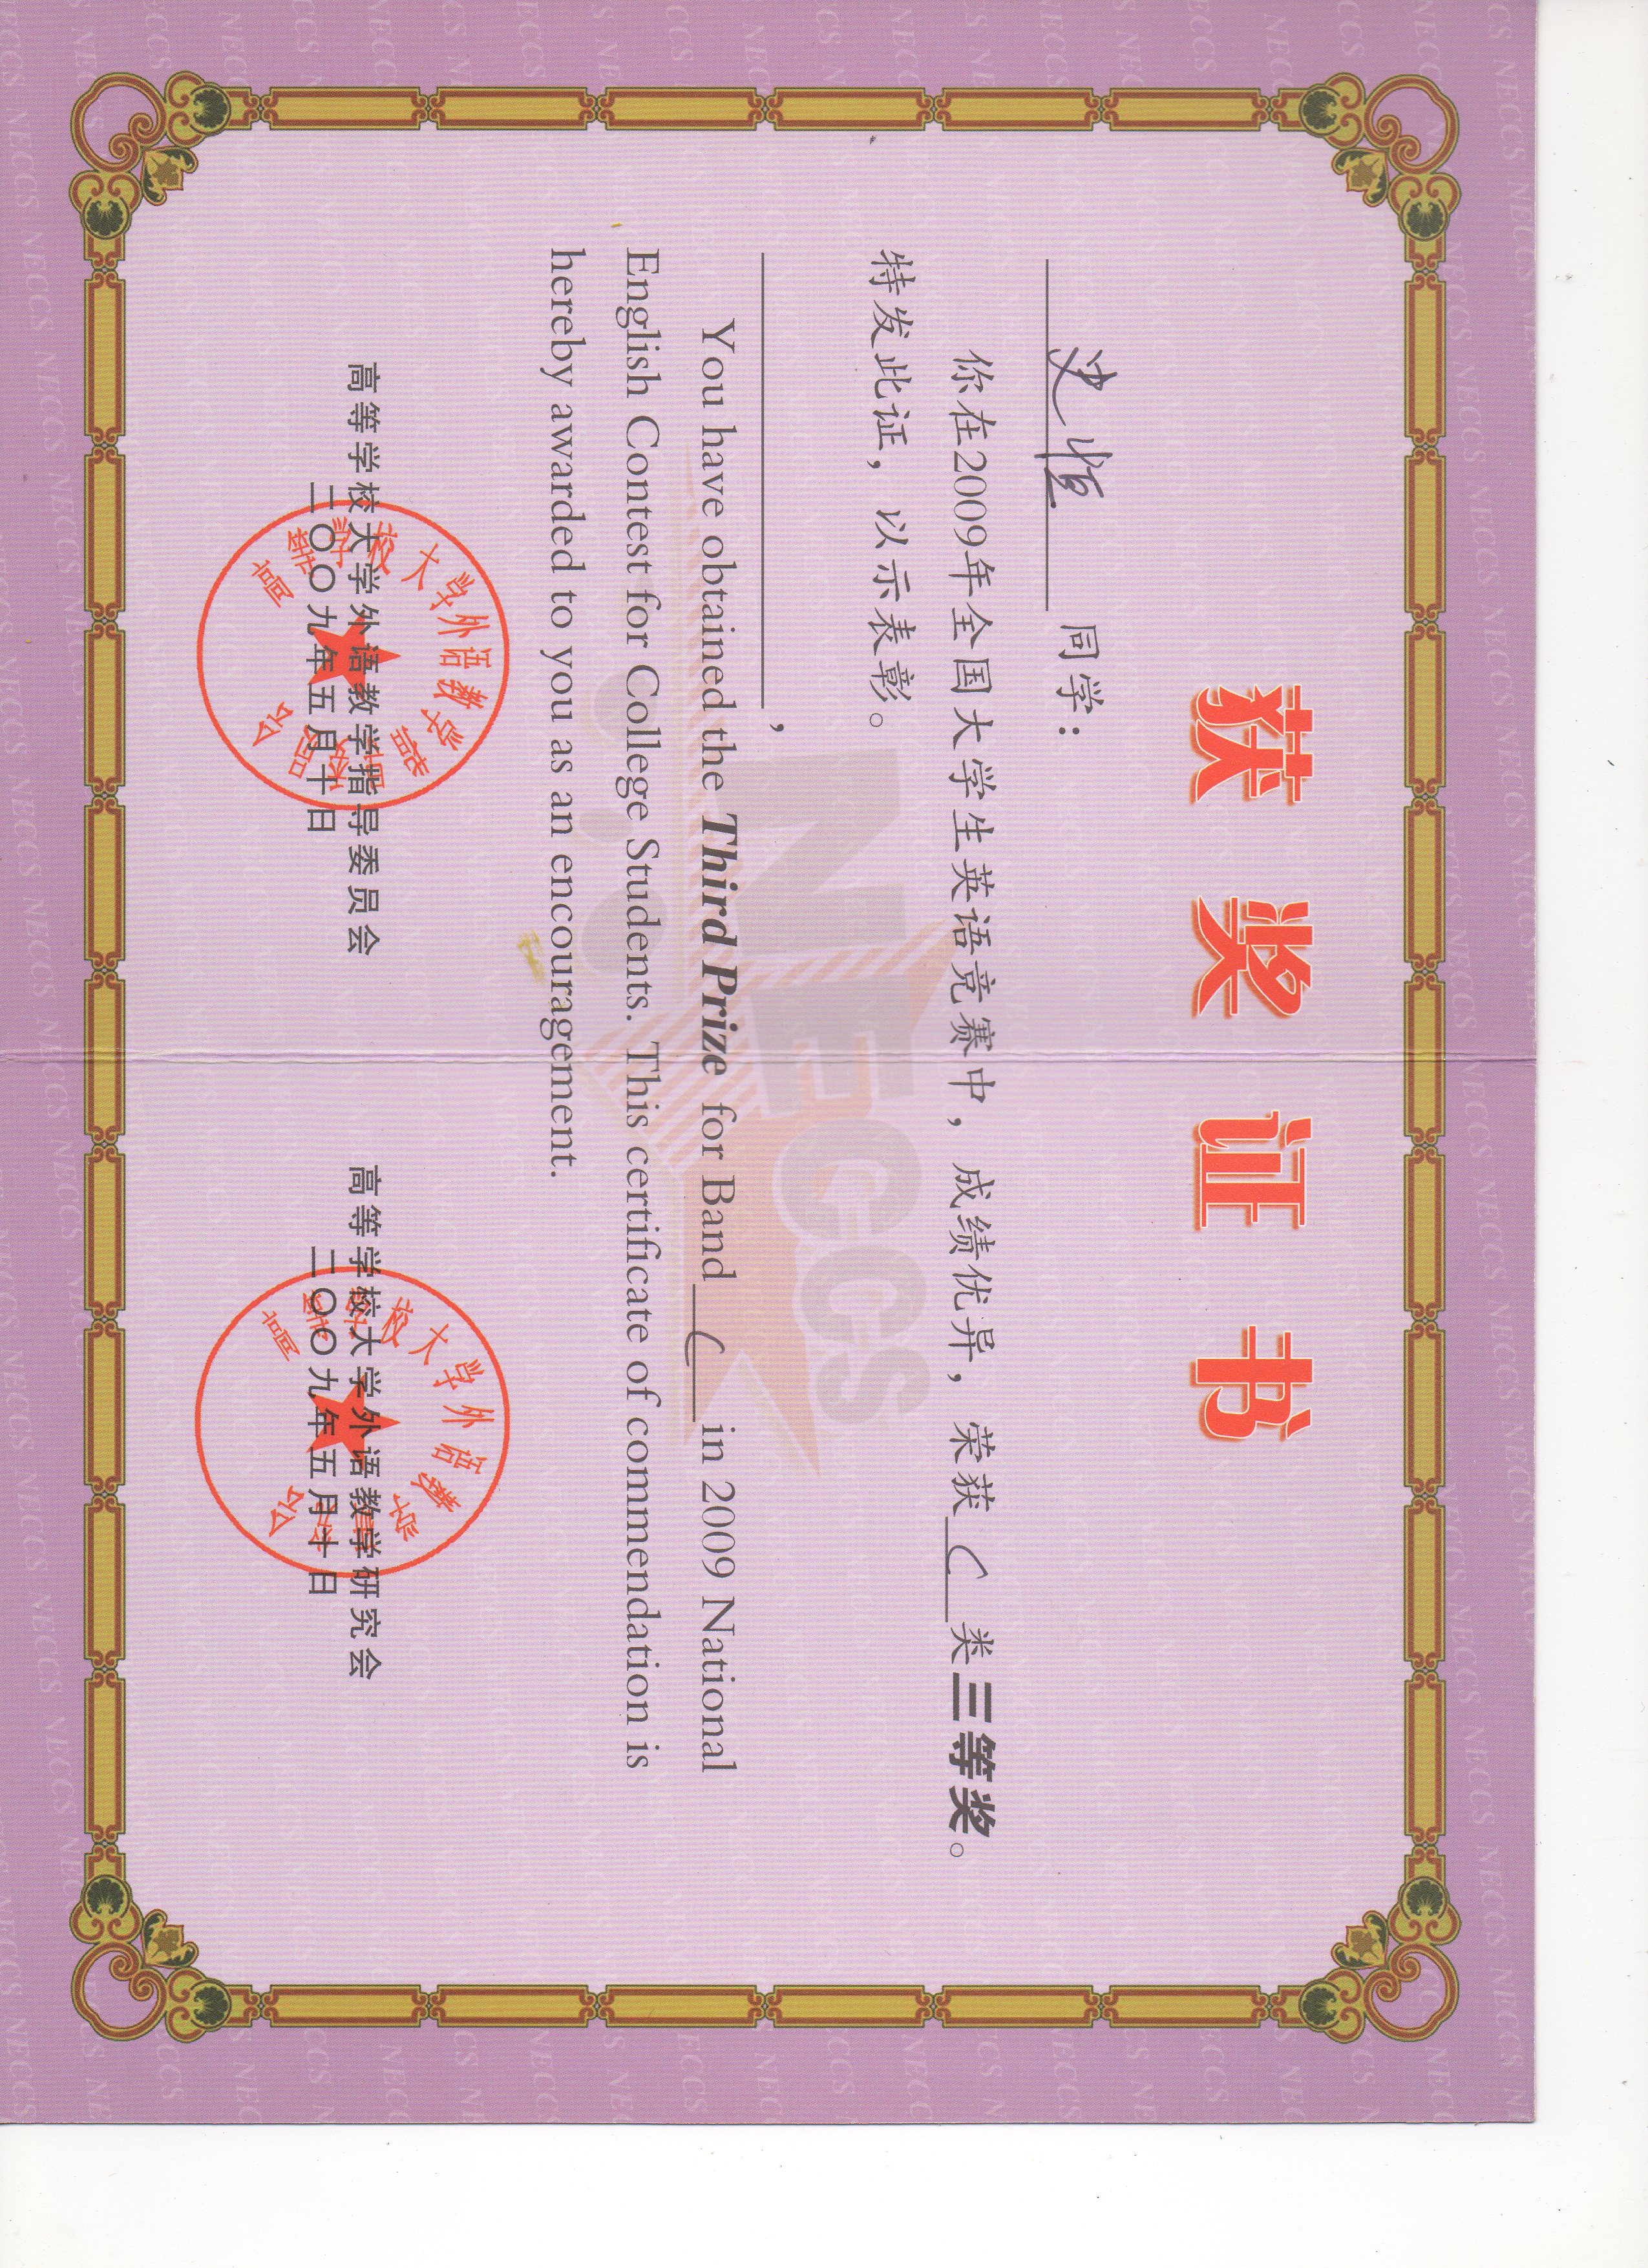 获奖证书
史恒 同学：
你在2009年全国大学生英语竞赛中，成绩优异，荣获 C 类三等奖。
特发此证，以示表彰。
NECCS
,
You have obtained the Third Prize for Band C in 2009 National
English Contest for College Students. This certificate of commendation is
hereby awarded to you as an encouragement.
高等学校大学外语教学指导委员会
高等学校大学外语教学指导委员会
二〇〇九年五月十日
高等学校大学外语教学研究会
高等学校大学外语教学研究会
二〇〇九年五月十日